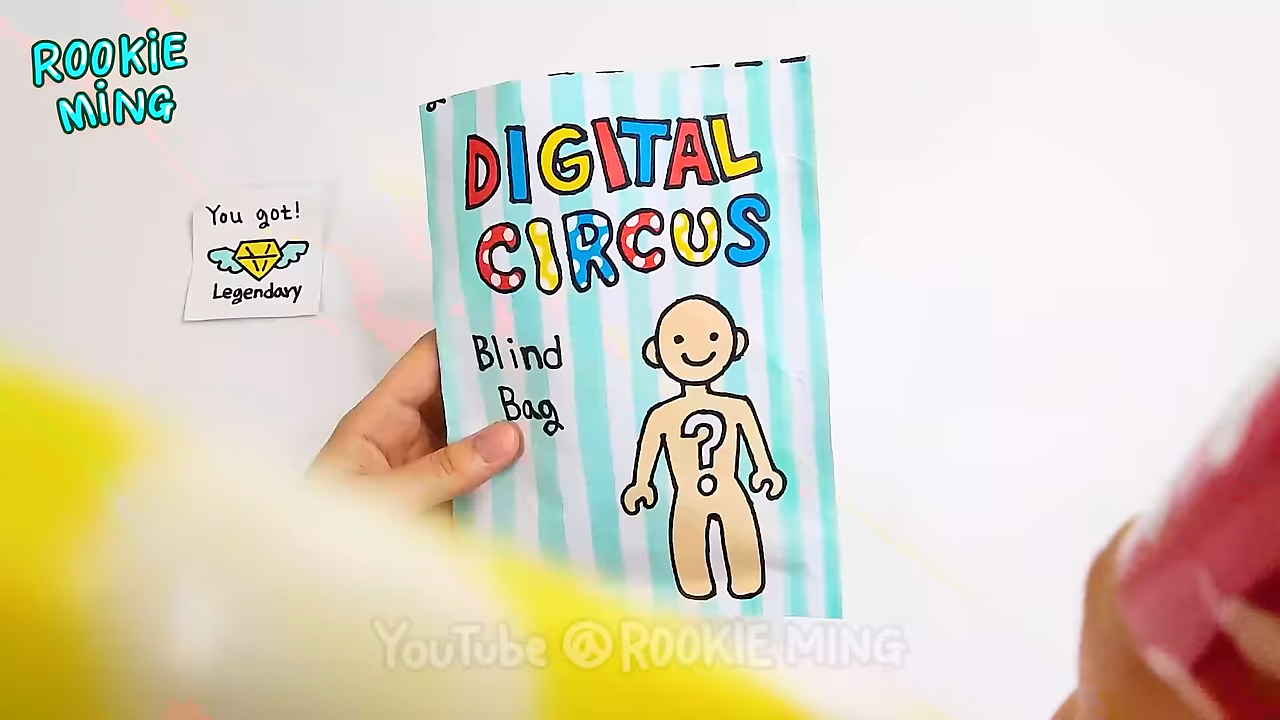 ROOKIE
MING
You got!
Legendary
DIGITAL
CIRCUS
Blind
Bag
?
YouTube @ROOKIE MING